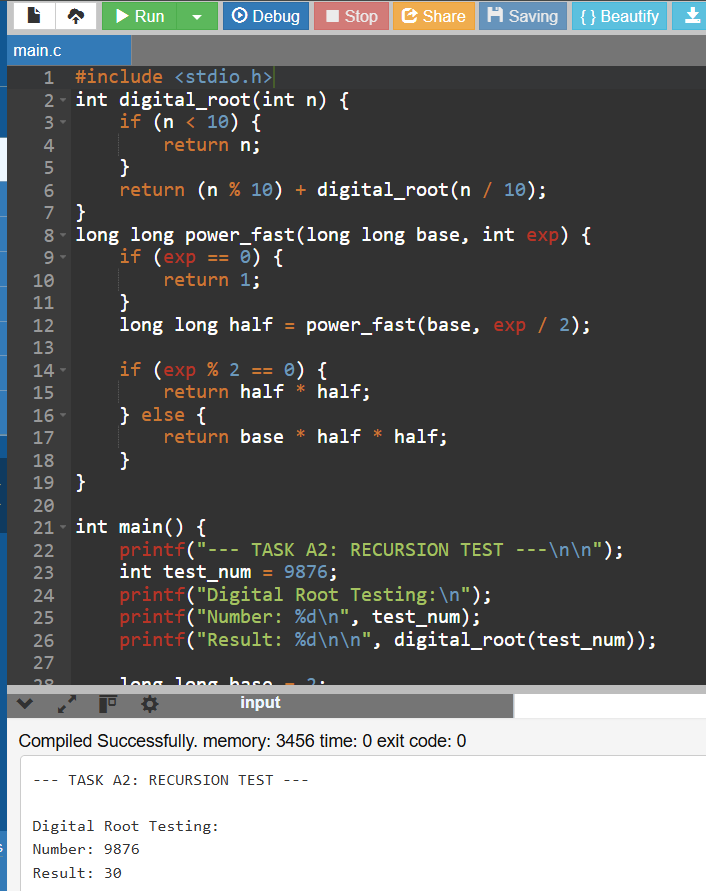 Run Debug Stop Share Saving { } Beautify
main.c
1 #include <stdio.h>
2 int digital_root(int n) {
3     if (n < 10) {
4         return n;
5     }
6     return (n % 10) + digital_root(n / 10);
7 }
8 long long power_fast(long long base, int exp) {
9     if (exp == 0) {
10         return 1;
11     }
12     long long half = power_fast(base, exp / 2);
13
14     if (exp % 2 == 0) {
15         return half * half;
16     } else {
17         return base * half * half;
18     }
19 }
20
21 int main() {
22     printf("--- TASK A2: RECURSION TEST ---\n\n");
23     int test_num = 9876;
24     printf("Digital Root Testing:\n");
25     printf("Number: %d\n", test_num);
26     printf("Result: %d\n\n", digital_root(test_num));
27
28     long long base = 2;
input
Compiled Successfully. memory: 3456 time: 0 exit code: 0
--- TASK A2: RECURSION TEST ---
Digital Root Testing:
Number: 9876
Result: 30